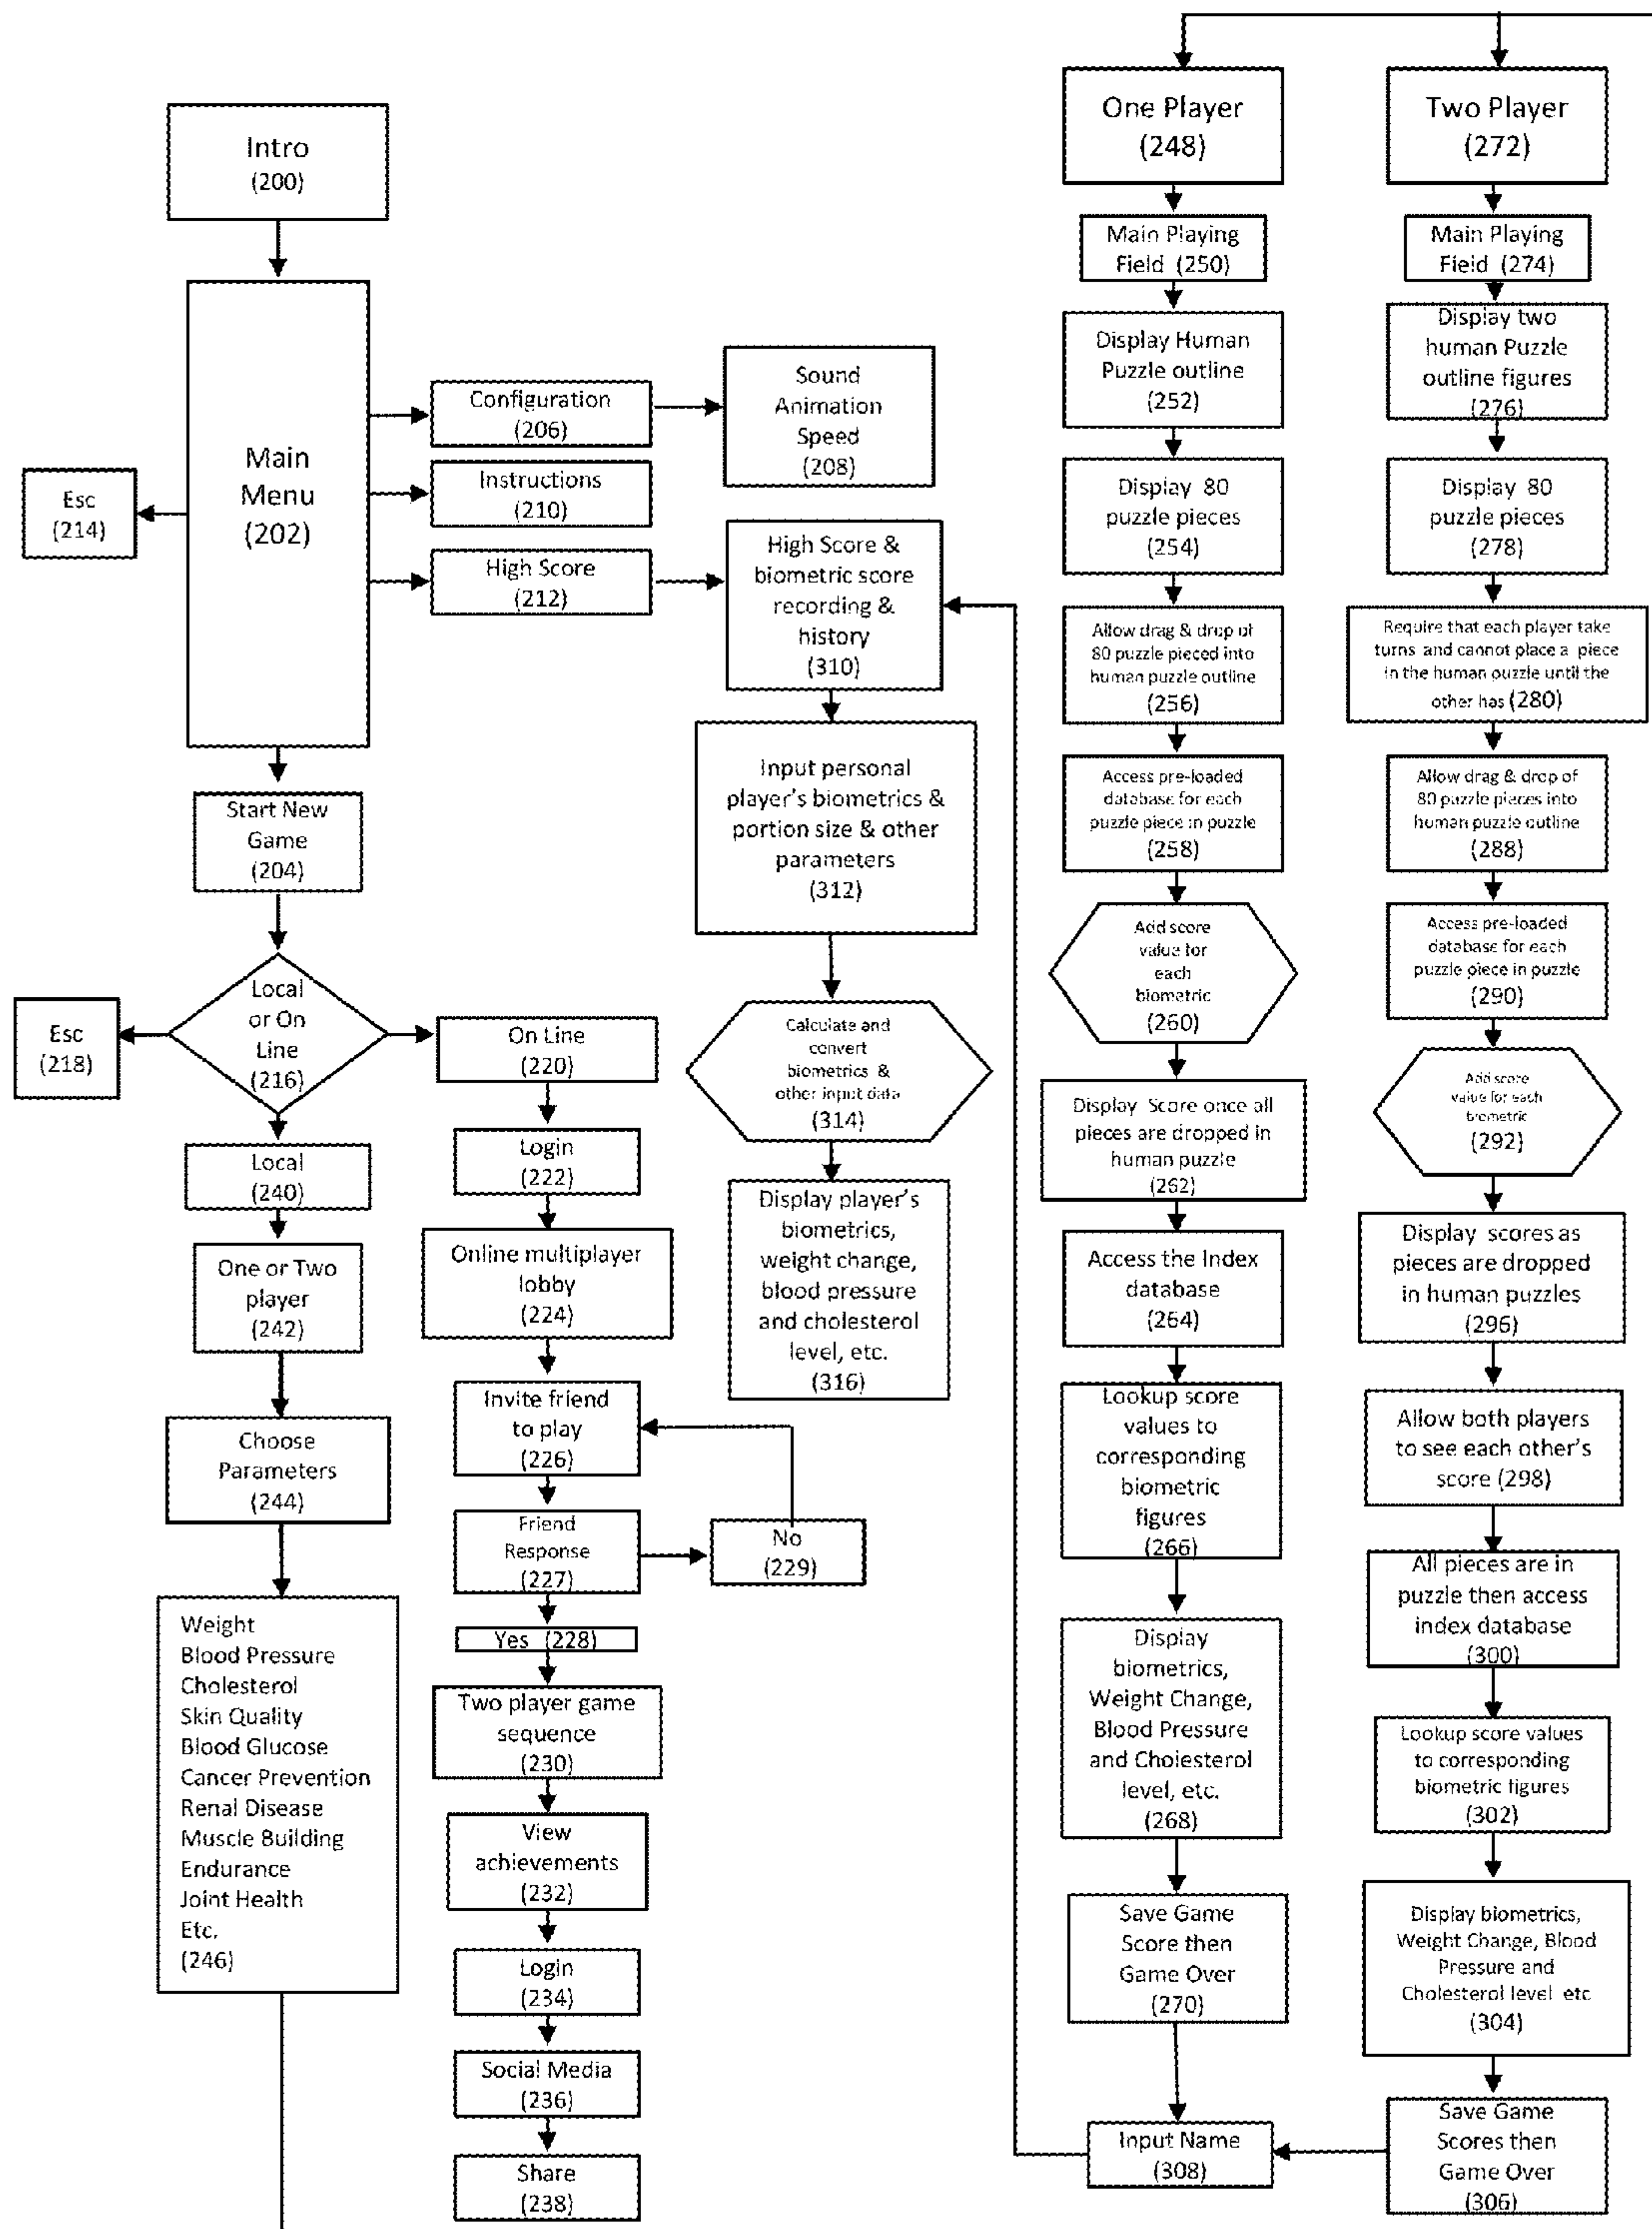 Intro
(200)
Main
Menu
(202)
Esc
(214)
Configuration
(206)
Sound
Animation
Speed
(208)
Instructions
(210)
High Score
(212)
High Score &
biometric score
recording &
history
(310)
Input personal
player's biometrics &
portion size & other
parameters
(312)
Calculate and
convert
biometrics &
other input data
(314)
Display player's
biometrics,
weight change,
blood pressure
and cholesterol
level, etc.
(316)
Start New
Game
(204)
Local
or On
Line
(216)
Esc
(218)
Local
(240)
One or Two
player
(242)
Choose
Parameters
(244)
Weight
Blood Pressure
Cholesterol
Skin Quality
Blood Glucose
Cancer Prevention
Renal Disease
Muscle Building
Endurance
Joint Health
Etc.
(246)
On Line
(220)
Login
(222)
Online multiplayer
lobby
(224)
Invite friend
to play
(226)
Friend
Response
(227)
No
(229)
Yes (228)
Two player game
sequence
(230)
View
achievements
(232)
Login
(234)
Social Media
(236)
Share
(238)
One Player
(248)
Main Playing
Field (250)
Display Human
Puzzle outline
(252)
Display 80
puzzle pieces
(254)
Allow drag & drop of
80 puzzle pieced into
human puzzle outline
(256)
Access pre-loaded
database for each
puzzle piece in puzzle
(258)
Add score
value for
each
biometric
(260)
Display Score once all
pieces are dropped in
human puzzle
(262)
Access the Index
database
(264)
Lookup score
values to
corresponding
biometric
figures
(266)
Display
biometrics,
Weight Change,
Blood Pressure
and Cholesterol
level, etc.
(268)
Save Game
Score then
Game Over
(270)
Input Name
(308)
Two Player
(272)
Main Playing
Field (274)
Display two
human Puzzle
outline figures
(276)
Display 80
puzzle pieces
(278)
Require that each player take
turns and cannot place a piece
in the human puzzle until the
other has (280)
Allow drag & drop of
80 puzzle pieces into
human puzzle outline
(288)
Access pre-loaded
database for each
puzzle piece in puzzle
(290)
Add score
value for each
biometric
(292)
Display scores as
pieces are dropped
in human puzzles
(296)
Allow both players
to see each other's
score (298)
All pieces are in
puzzle then access
index database
(300)
Lookup score values
to corresponding
biometric figures
(302)
Display biometrics,
Weight Change, Blood
Pressure and
Cholesterol level etc
(304)
Save Game
Scores then
Game Over
(306)